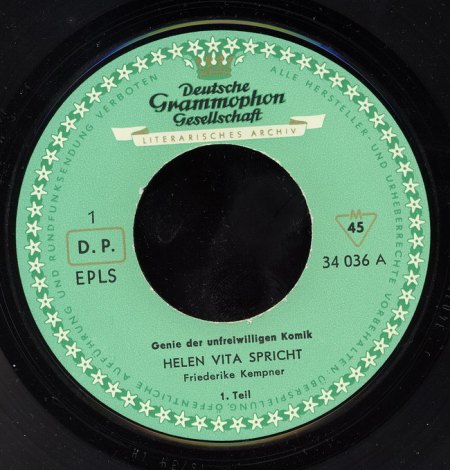 Deutsche
Grammophon
Gesellschaft
LITERARISCHES ARCHIV
ALLE HERSTELLER- UND URHEBERRECHTE VORBEHALTEN ÜBERSPIELUNG ÖFFENTLICHE AUFFÜHRUNG UND RUNDFUNKSENDUNG VERBOTEN
1
D. P.
EPLS
M
45
34 036 A
Genie der unfreiwilligen Komik
HELEN VITA SPRICHT
Friederike Kempner
1. Teil